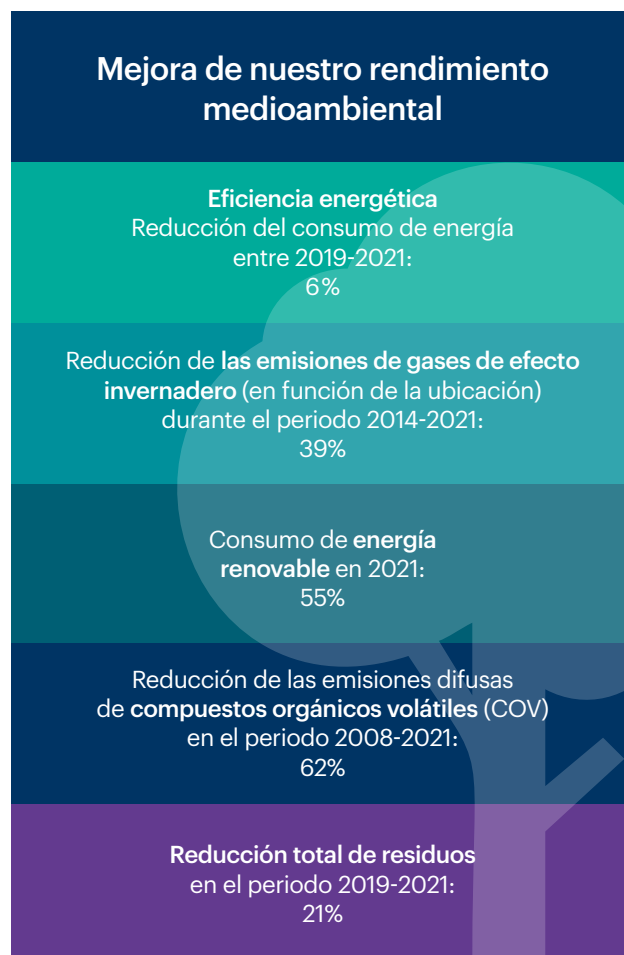 Mejora de nuestro rendimiento
medioambiental
Eficiencia energética
Reducción del consumo de energía
entre 2019-2021:
6%
Reducción de las emisiones de gases de efecto
invernadero (en función de la ubicación)
durante el periodo 2014-2021:
39%
Consumo de energía
renovable en 2021:
55%
Reducción de las emisiones difusas
de compuestos orgánicos volátiles (COV)
en el periodo 2008-2021:
62%
Reducción total de residuos
en el periodo 2019-2021:
21%